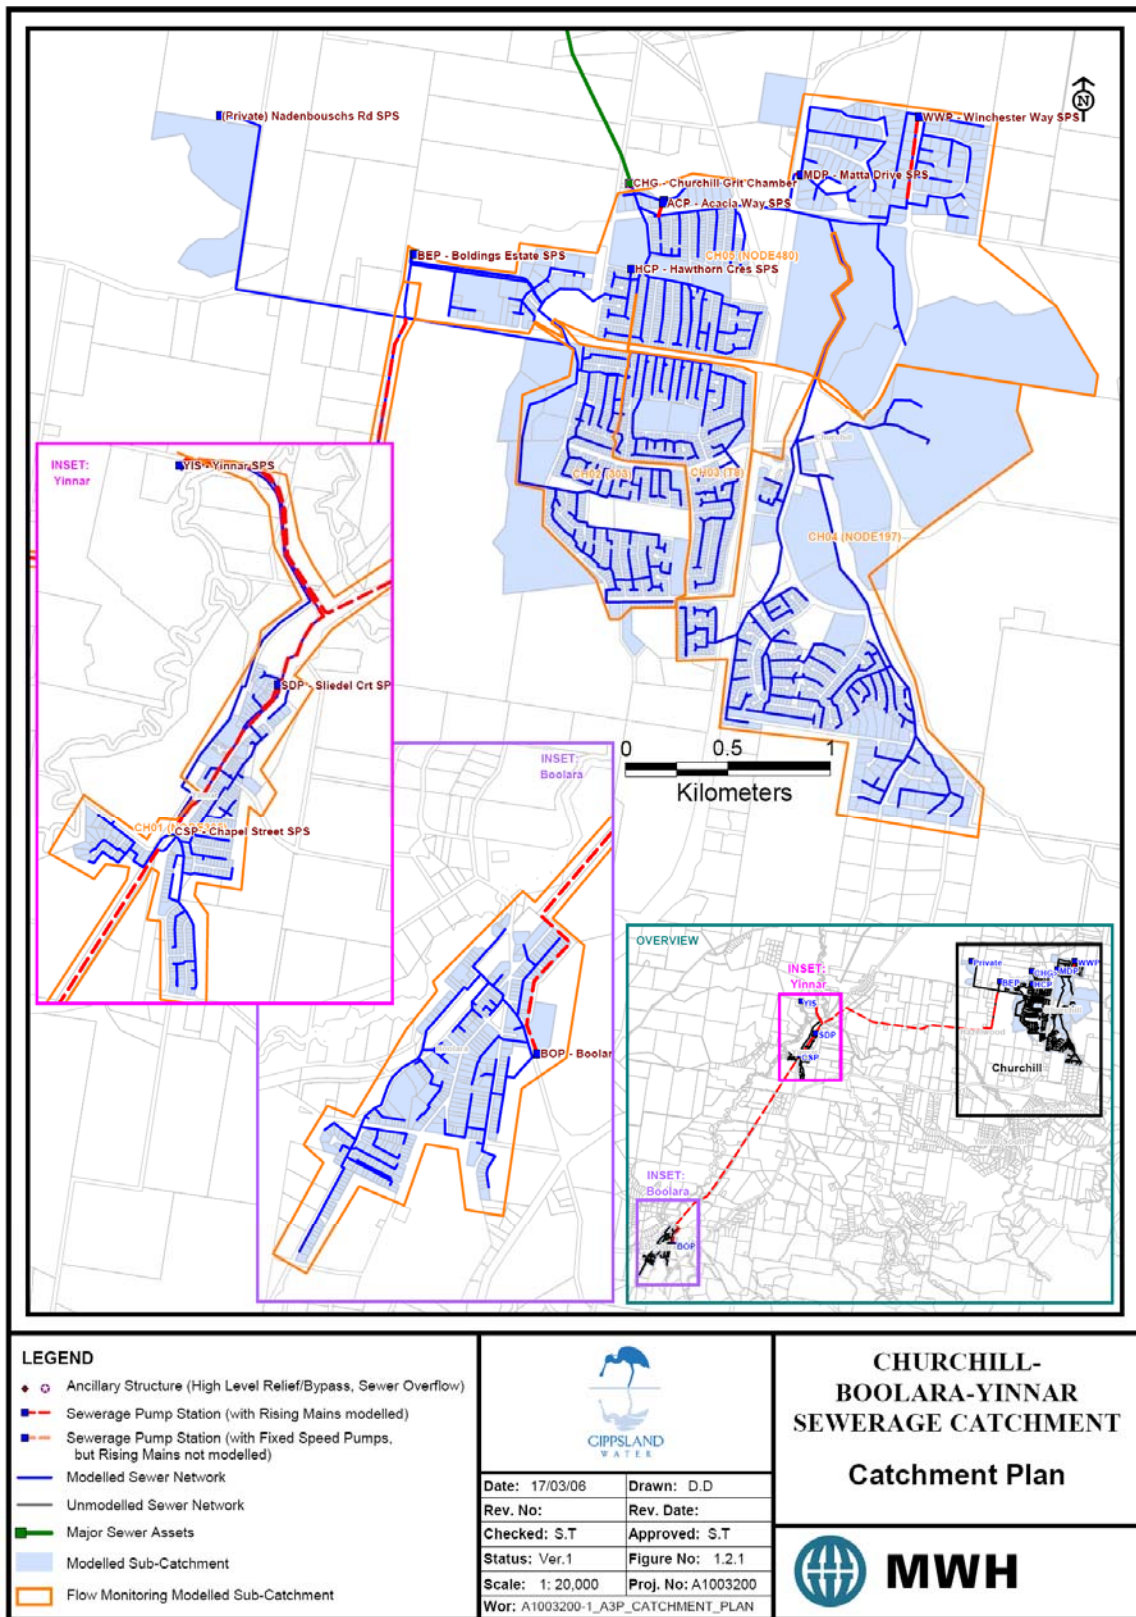 N
(Private) Nadenbouschs Rd SPS
WWP - Winchester Way SPS
CHG - Churchill Grit Chamber
MDP - Matta Drive SPS
ACP - Acacia Way SPS
BEP - Boldings Estate SPS
CH05 (NODE480)
HCP - Hawthorn Cres SPS
Churchill
CH02 (303)
CH03 (T8)
CH04 (NODE197)
INSET:
Yinnar
YIS - Yinnar SPS
SDP - Sliedel Crt SP
CH01
CSP - Chapel Street SPS
0 0.5 1
Kilometers
INSET:
Boolara
Boolara
BOP - Boolar
OVERVIEW
INSET:
Yinnar
YIS
SDP
CSP
Private
WWP
CHG
MDP
BEP
HCP
Churchill
INSET:
Boolara
BOP
LEGEND
Ancillary Structure (High Level Relief/Bypass, Sewer Overflow)
Sewerage Pump Station (with Rising Mains modelled)
Sewerage Pump Station (with Fixed Speed Pumps,
but Rising Mains not modelled)
Modelled Sewer Network
Unmodelled Sewer Network
Major Sewer Assets
Modelled Sub-Catchment
Flow Monitoring Modelled Sub-Catchment
GIPPSLAND
WATER
Date: 17/03/06 Drawn: D.D
Rev. No: Rev. Date:
Checked: S.T Approved: S.T
Status: Ver.1 Figure No: 1.2.1
Scale: 1: 20,000 Proj. No: A1003200
Wor: A1003200-1_A3P_CATCHMENT_PLAN
CHURCHILL-
BOOLARA-YINNAR
SEWERAGE CATCHMENT
Catchment Plan
MWH